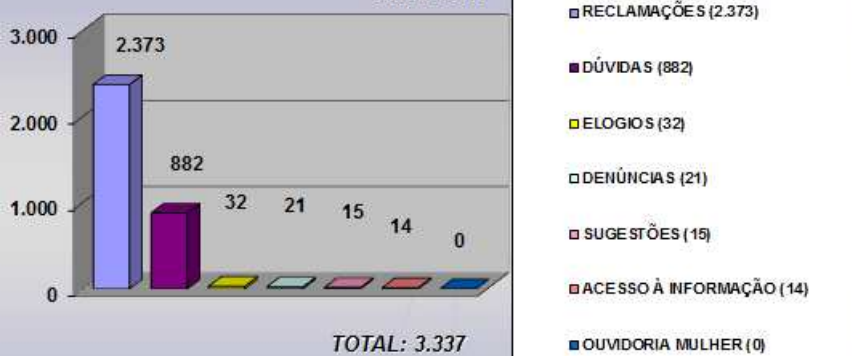 3.000
2.000
1.000
0
2.373
882
32
21
15
14
0
TOTAL: 3.337
RECLAMAÇÕES (2.373)
DÚVIDAS (882)
ELOGIOS (32)
DENÚNCIAS (21)
SUGESTÕES (15)
ACESSO À INFORMAÇÃO (14)
OUVIDORIA MULHER (0)